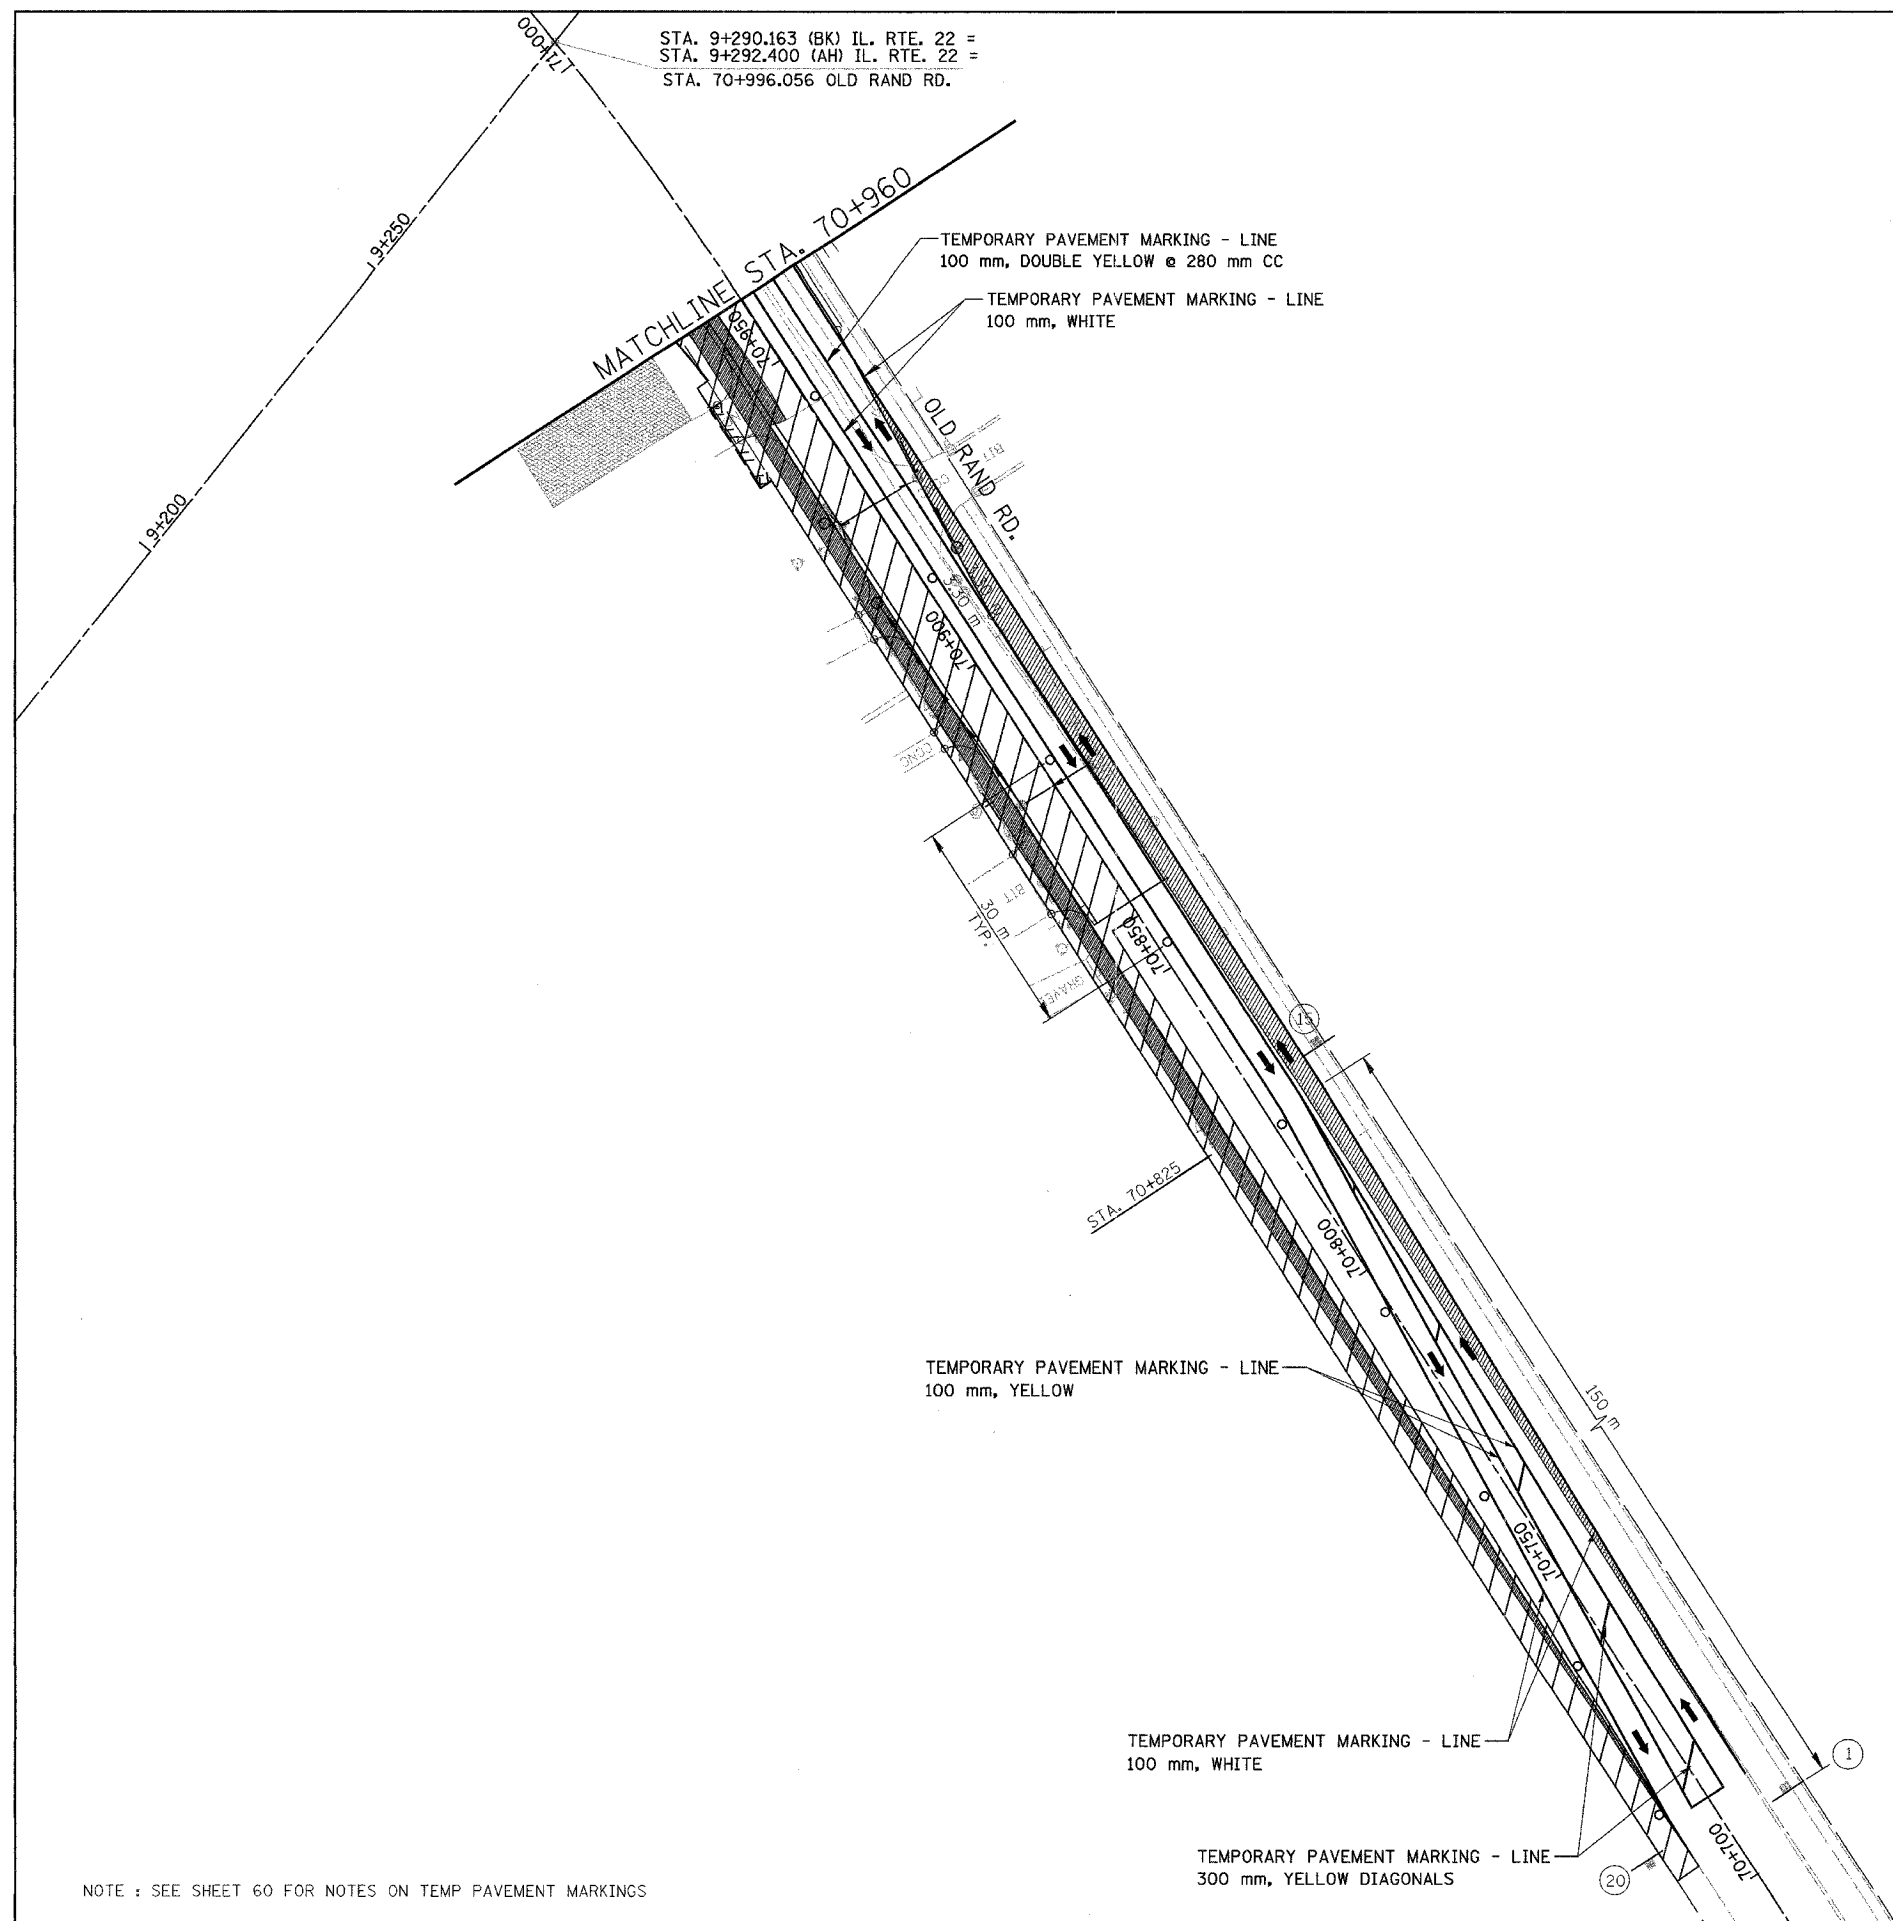 71+000
STA. 9+290.163 (BK) IL. RTE. 22 =
STA. 9+292.400 (AH) IL. RTE. 22 =
STA. 70+996.056 OLD RAND RD.
MATCHLINE STA. 70+960
9+250
9+200
TEMPORARY PAVEMENT MARKING - LINE
100 mm, DOUBLE YELLOW @ 280 mm CC
TEMPORARY PAVEMENT MARKING - LINE
100 mm, WHITE
70+950
OLD RAND RD.
BIT
3.30 m
70+900
CONC
BIT
30 m
TYP.
70+850
GRAVEL
15
STA. 70+825
70+800
TEMPORARY PAVEMENT MARKING - LINE
100 mm, YELLOW
150 m
70+750
TEMPORARY PAVEMENT MARKING - LINE
100 mm, WHITE
1
70+700
TEMPORARY PAVEMENT MARKING - LINE
300 mm, YELLOW DIAGONALS
20
NOTE : SEE SHEET 60 FOR NOTES ON TEMP PAVEMENT MARKINGS